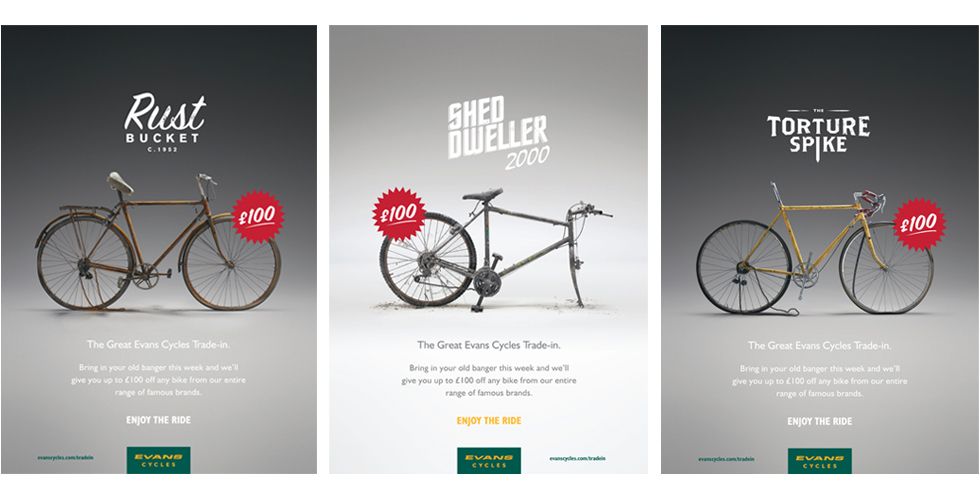 Rust
BUCKET
C.1952
£100
The Great Evans Cycles Trade-in.
Bring in your old banger this week and we'll
give you up to £100 off any bike from our entire
range of famous brands.
ENJOY THE RIDE
evanscycles.com/tradein
EVANS
CYCLES
SHED
DWELLER
2000
£100
The Great Evans Cycles Trade-in.
Bring in your old banger this week and we'll
give you up to £100 off any bike from our entire
range of famous brands.
ENJOY THE RIDE
EVANS
CYCLES
evanscycles.com/tradein
THE
TORTURE
SPIKE
£100
The Great Evans Cycles Trade-in.
Bring in your old banger this week and we'll
give you up to £100 off any bike from our entire
range of famous brands.
ENJOY THE RIDE
evanscycles.com/tradein
EVANS
CYCLES